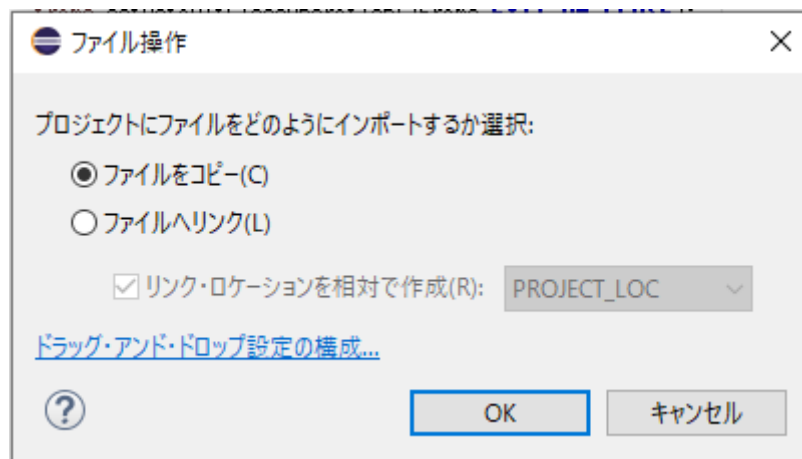 ファイル操作
プロジェクトにファイルをどのようにインポートするか選択:
ファイルをコピー(C)
ファイルへリンク(L)
リンク・ロケーションを相対で作成(R): PROJECT_LOC
ドラッグ・アンド・ドロップ設定の構成...
OK キャンセル